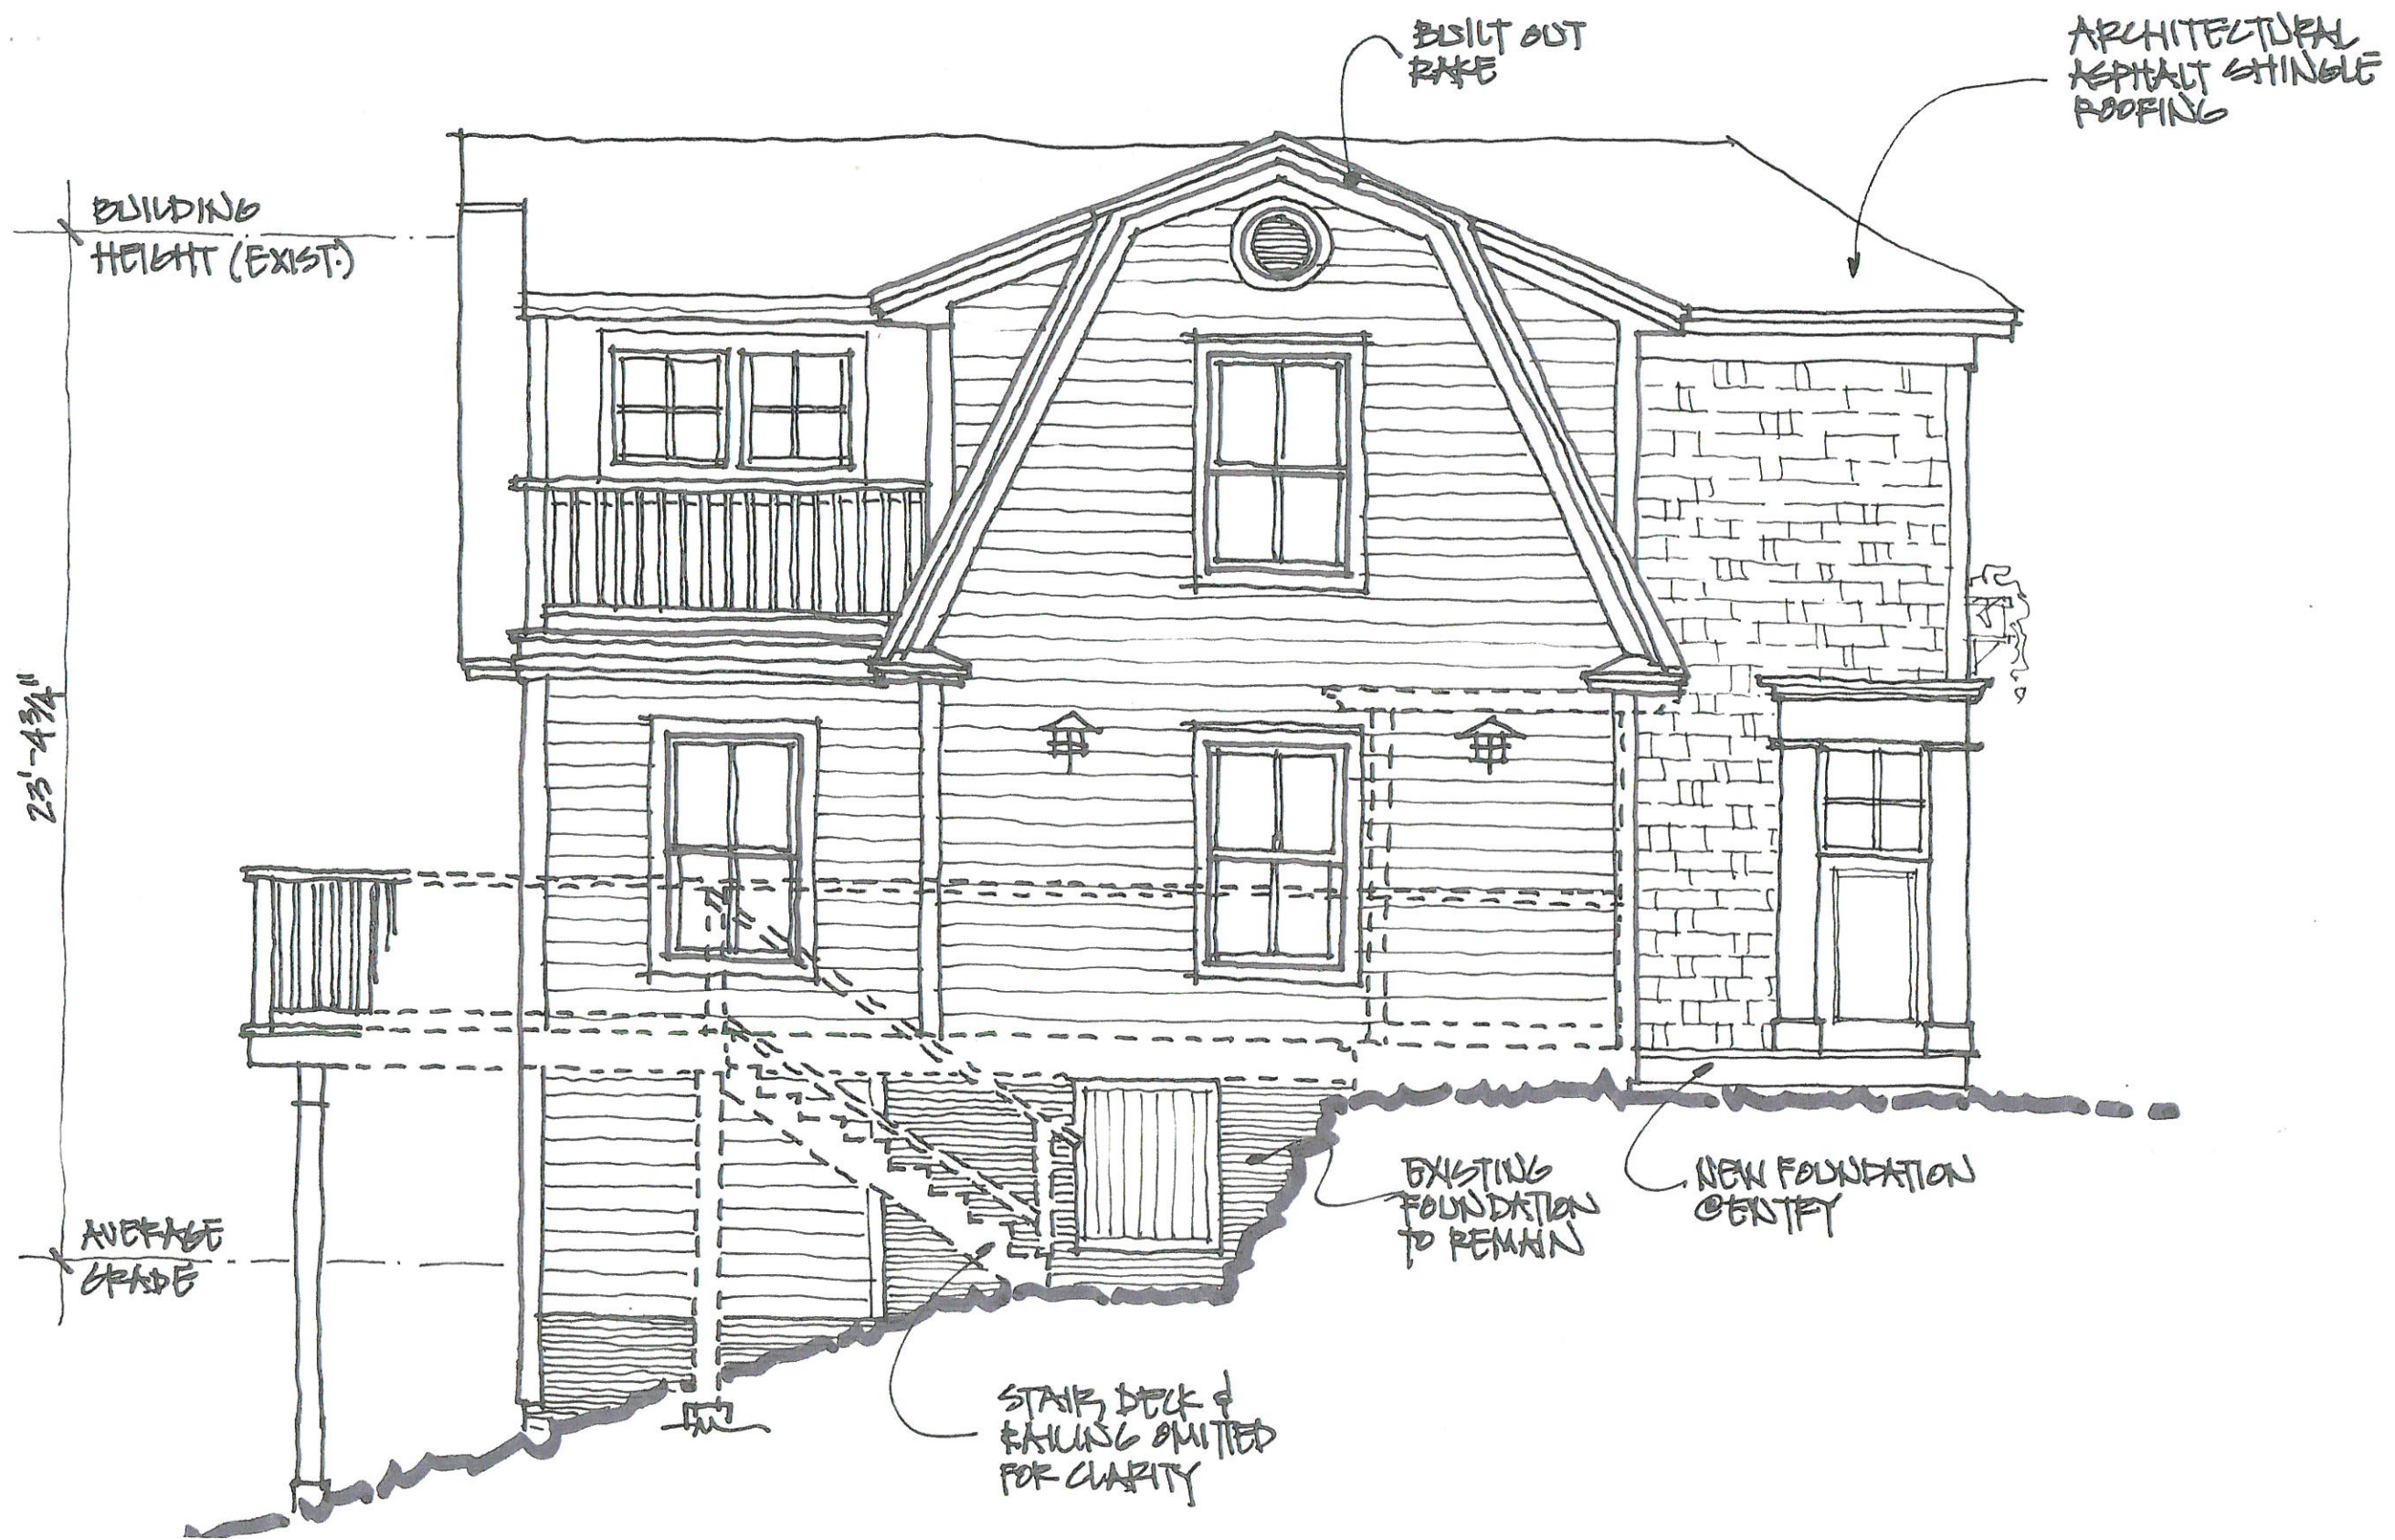 BUILT OUT
RAKE
ARCHITECTURAL
ASPHALT SHINGLE
ROOFING
BUILDING
HEIGHT (EXIST.)
23'-4 3/4"
AVERAGE
GRADE
EXISTING
FOUNDATION
TO REMAIN
NEW FOUNDATION
@ENTRY
STAIR, DECK &
RAILING OMITTED
FOR CLARITY